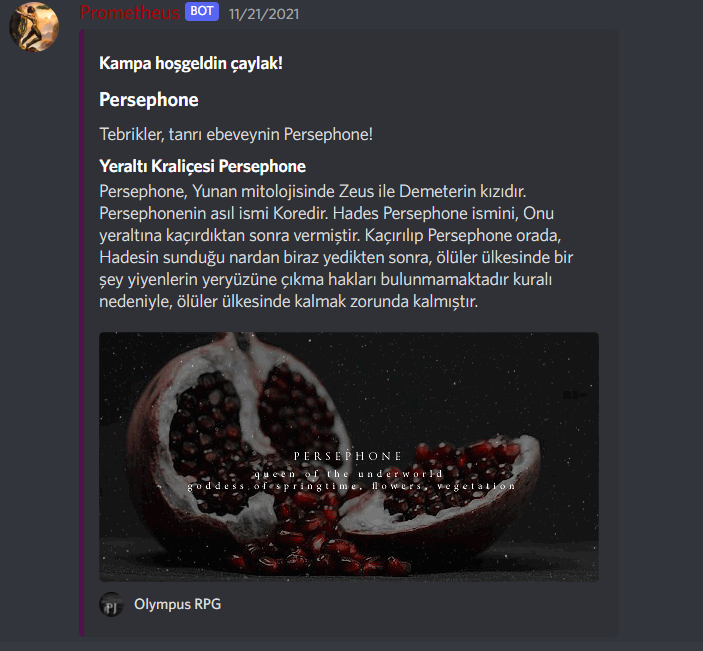 Prometheus BOT 11/21/2021
Kampa hoşgeldin çaylak!
Persephone
Tebrikler, tanrı ebeveynin Persephone!
Yeraltı Kraliçesi Persephone
Persephone, Yunan mitolojisinde Zeus ile Demeterin kızıdır.
Persephonenin asıl ismi Koredir. Hades Persephone ismini, Onu
yeraltına kaçırdıktan sonra vermiştir. Kaçırılıp Persephone orada,
Hadesin sunduğu nardan biraz yedikten sonra, ölüler ülkesinde bir
şey yiyenlerin yeryüzüne çıkma hakları bulunmamaktadır kuralı
nedeniyle, ölüler ülkesinde kalmak zorunda kalmıştır.
PERSEPHONE
queen of the underworld
goddess of springtime, flowers, vegetation
PJ Olympus RPG